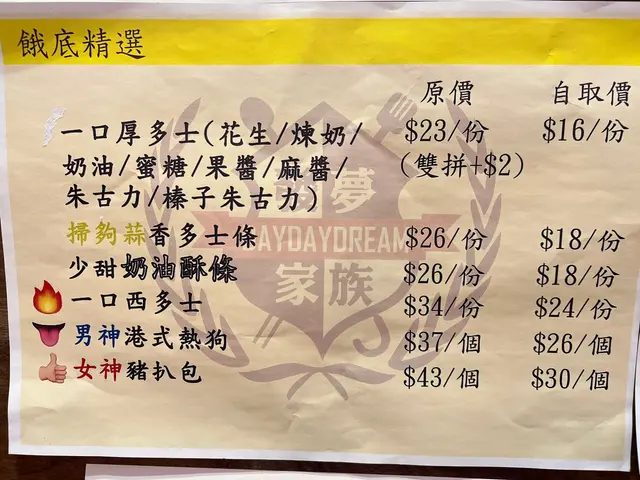 餓底精選
原價 自取價
一口厚多士(花生/煉奶/ $23/份 $16/份
奶油/蜜糖/果醬/麻醬/ (雙拼+$2)
朱古力/榛子朱古力)
掃夠蒜香多士條 $26/份 $18/份
少甜奶油酥條 $26/份 $18/份
一口西多士 $34/份 $24/份
男神港式熱狗 $37/個 $26/個
女神豬扒包 $43/個 $30/個
夢
DAYDAYDREAM
家族